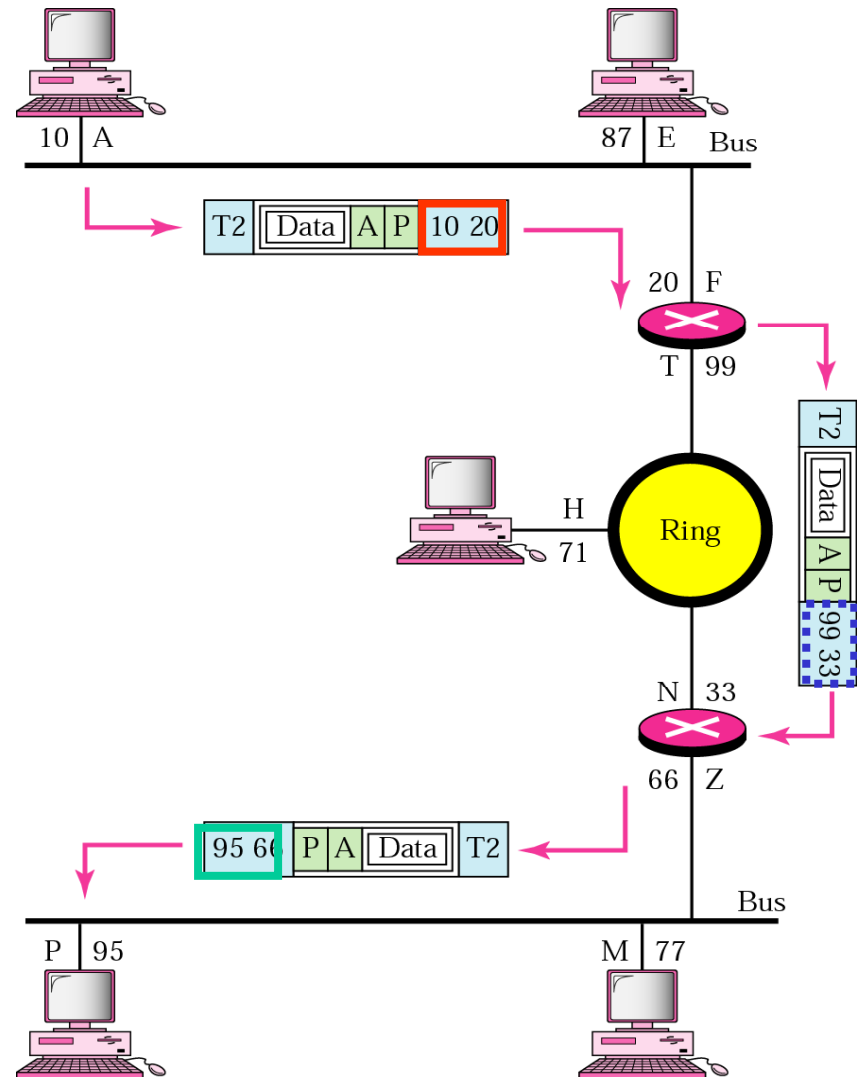 10 A
87 E
Bus
T2 Data A P 10 20
20 F
T 99
T2 Data A P 99 33
H
71
Ring
N 33
66 Z
95 66 P A Data T2
Bus
P 95
M 77